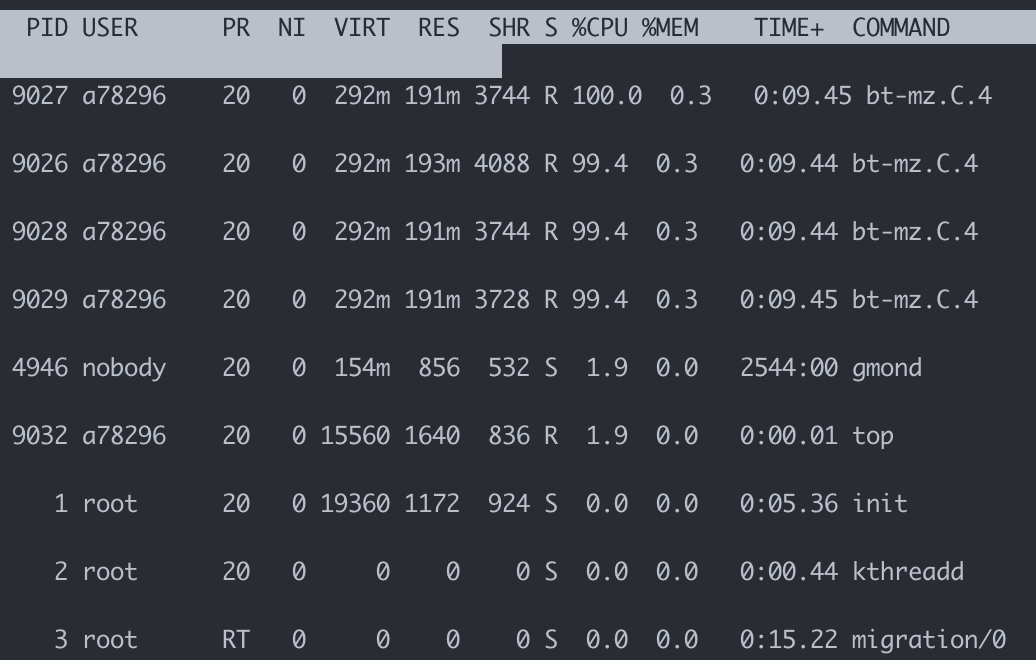 PID USER PR NI VIRT RES SHR S %CPU %MEM TIME+ COMMAND
9027 a78296 20 0 292m 191m 3744 R 100.0 0.3 0:09.45 bt-mz.C.4
9026 a78296 20 0 292m 193m 4088 R 99.4 0.3 0:09.44 bt-mz.C.4
9028 a78296 20 0 292m 191m 3744 R 99.4 0.3 0:09.44 bt-mz.C.4
9029 a78296 20 0 292m 191m 3728 R 99.4 0.3 0:09.45 bt-mz.C.4
4946 nobody 20 0 154m 856 532 S 1.9 0.0 2544:00 gmond
9032 a78296 20 0 15560 1640 836 R 1.9 0.0 0:00.01 top
1 root 20 0 19360 1172 924 S 0.0 0.0 0:05.36 init
2 root 20 0 0 0 0 S 0.0 0.0 0:00.44 kthreadd
3 root RT 0 0 0 0 S 0.0 0.0 0:15.22 migration/0